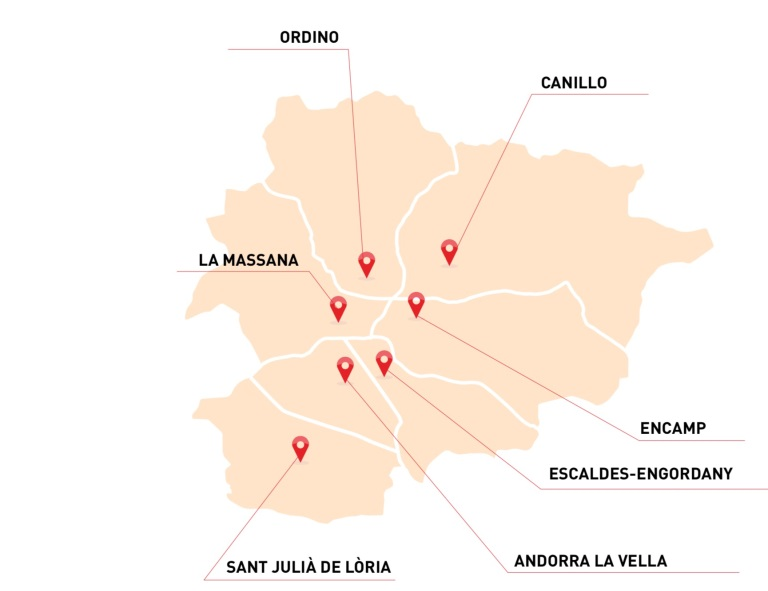 ORDINO
CANILLO
LA MASSANA
ENCAMP
ESCALDES-ENGORDANY
ANDORRA LA VELLA
SANT JULIÀ DE LÒRIA